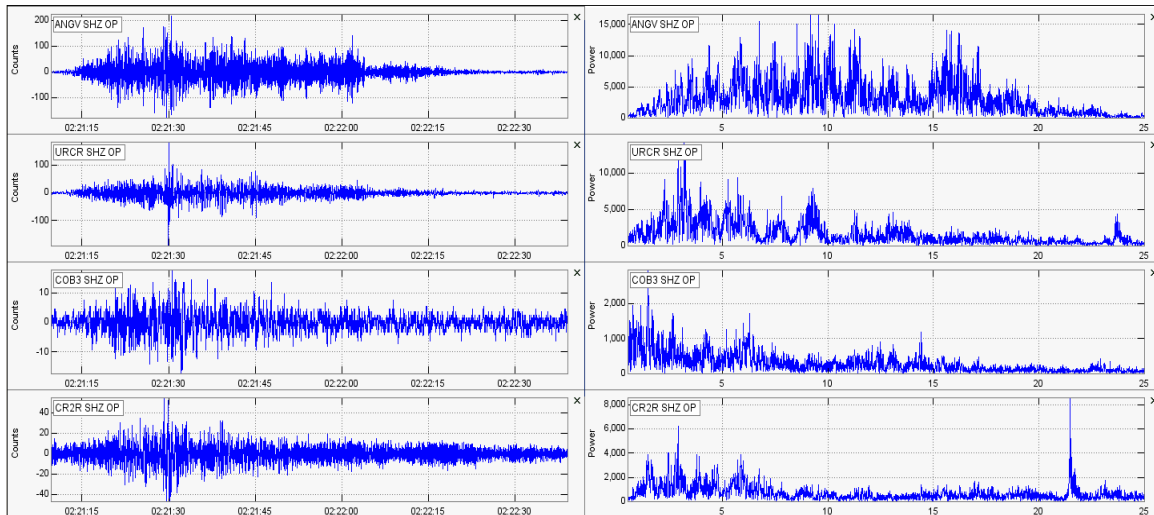 ANGV SHZ OP
×
Counts
200
100
0
-100
02:21:15 02:21:30 02:21:45 02:22:00 02:22:15 02:22:30
ANGV SHZ OP
×
Power
15,000
10,000
5,000
0
5 10 15 20 25
URCR SHZ OP
×
Counts
100
0
-100
02:21:15 02:21:30 02:21:45 02:22:00 02:22:15 02:22:30
URCR SHZ OP
×
Power
10,000
5,000
0
5 10 15 20 25
COB3 SHZ OP
×
Counts
10
0
-10
02:21:15 02:21:30 02:21:45 02:22:00 02:22:15 02:22:30
COB3 SHZ OP
×
Power
2,000
1,000
0
5 10 15 20 25
CR2R SHZ OP
×
Counts
40
20
0
-20
-40
02:21:15 02:21:30 02:21:45 02:22:00 02:22:15 02:22:30
CR2R SHZ OP
×
Power
8,000
6,000
4,000
2,000
0
5 10 15 20 25